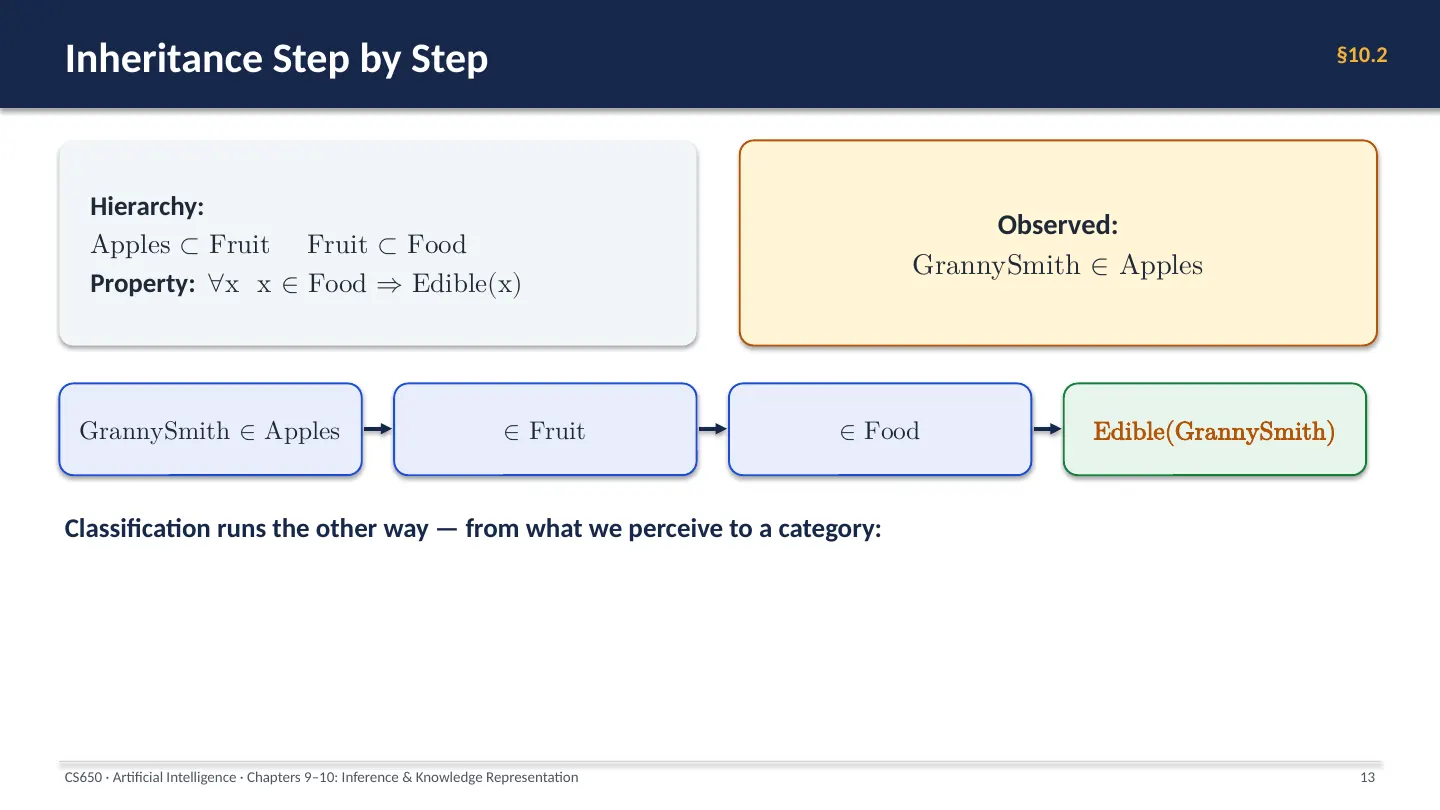 Inheritance Step by Step
§10.2
Hierarchy:
Apples ⊂ Fruit Fruit ⊂ Food
Property: ∀x x ∈ Food ⇒ Edible(x)
Observed:
GrannySmith ∈ Apples
GrannySmith ∈ Apples
∈ Fruit
∈ Food
Edible(GrannySmith)
Classification runs the other way — from what we perceive to a category:
CS650 · Artificial Intelligence · Chapters 9–10: Inference & Knowledge Representation
13